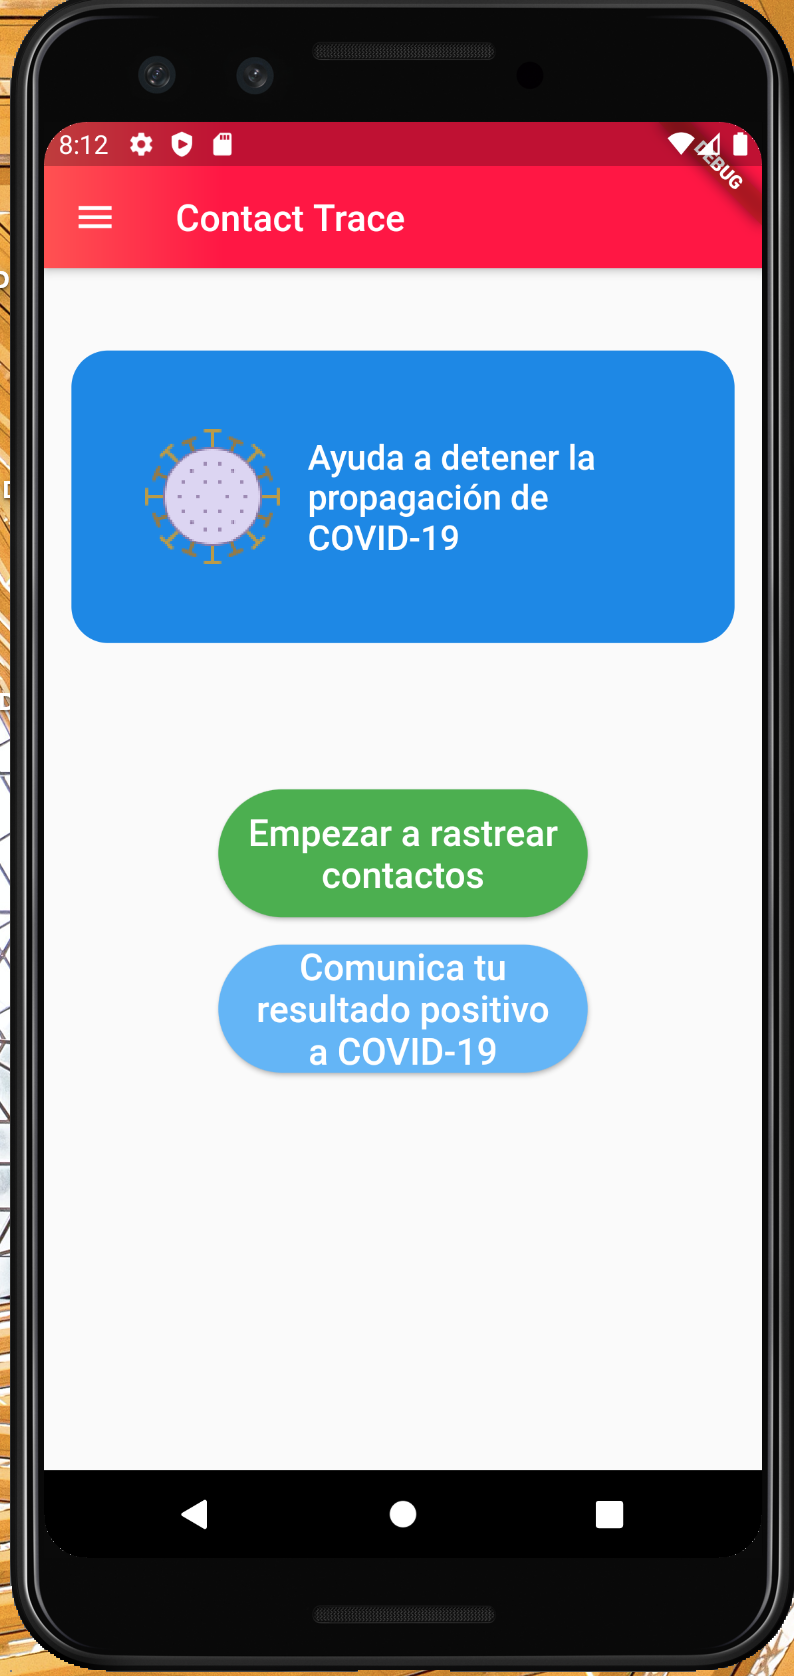 8:12
DEBUG
Contact Trace
Ayuda a detener la
propagación de
COVID-19
Empezar a rastrear
contactos
Comunica tu
resultado positivo
a COVID-19